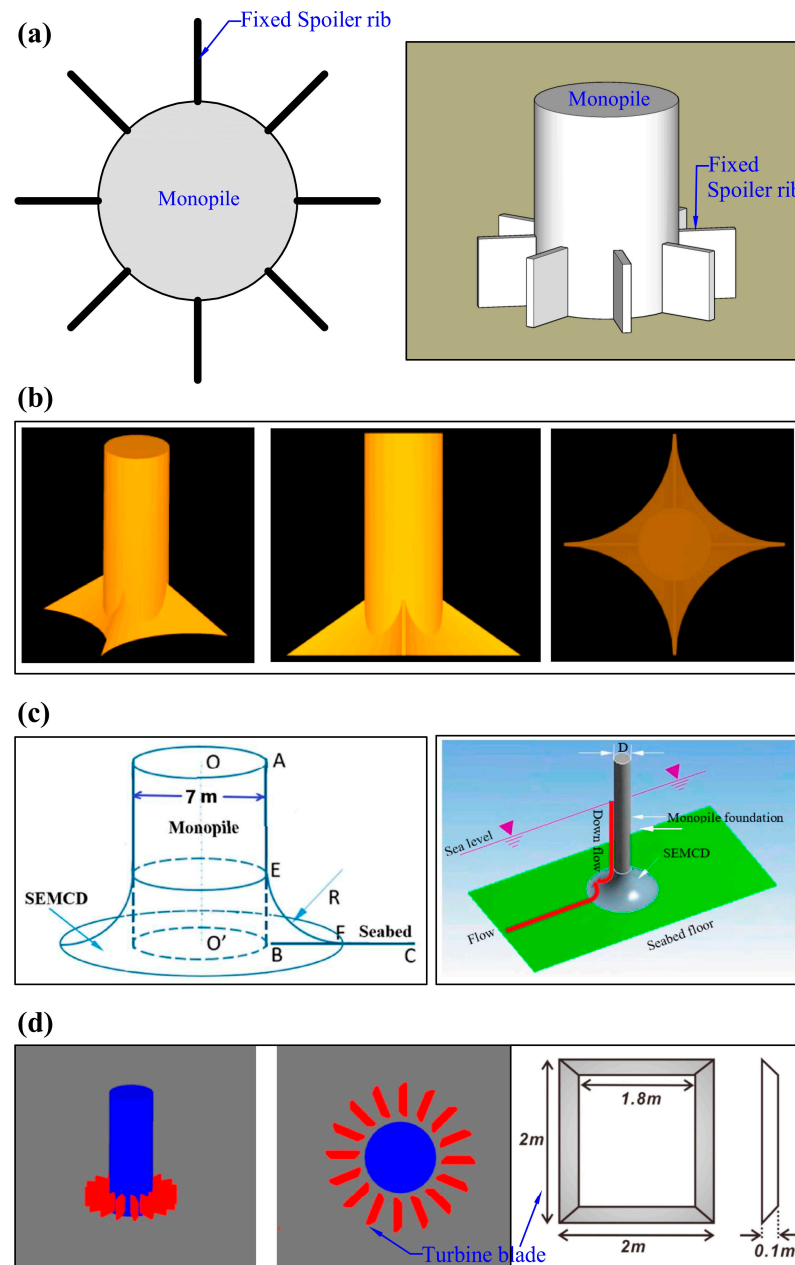 (a)
Fixed Spoiler rib
Monopile
Monopile
Fixed
Spoiler rib
(b)
(c)
O
A
7 m
Monopile
E
SEMCD
R
F
Seabed
O'
B
C
D
Sea level
Down flow
Monopile foundation
SEMCD
Flow
Seabed floor
(d)
1.8m
2m
2m
0.1m
Turbine blade